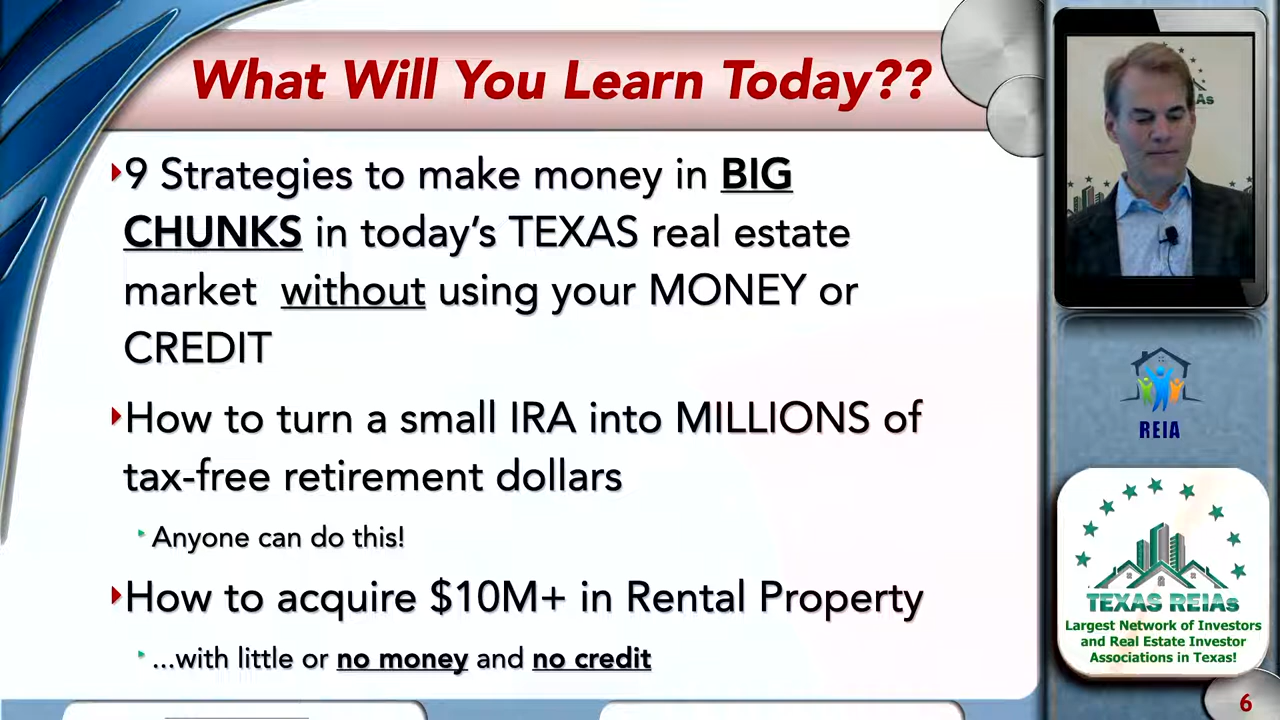 What Will You Learn Today??
9 Strategies to make money in BIG
CHUNKS in today's TEXAS real estate
market without using your MONEY or
CREDIT
How to turn a small IRA into MILLIONS of
tax-free retirement dollars
Anyone can do this!
How to acquire $10M+ in Rental Property
...with little or no money and no credit
As
REIA
TEXAS REIAs
Largest Network of Investors
and Real Estate Investor
Associations in Texas!
6